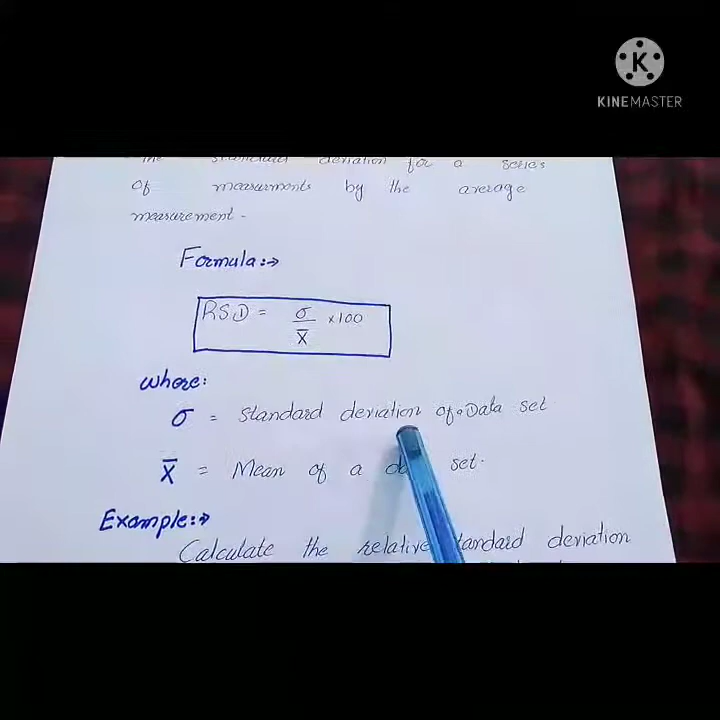 K
KINEMASTER
the standard deviation for a series
of measurments by the average
measurement-
Formula:→
RSD = σ/x̄ ×100
where:
σ = Standard deviation of a Data set
x̄ = Mean of a set.
Example:→
Calculate the relative standard deviation